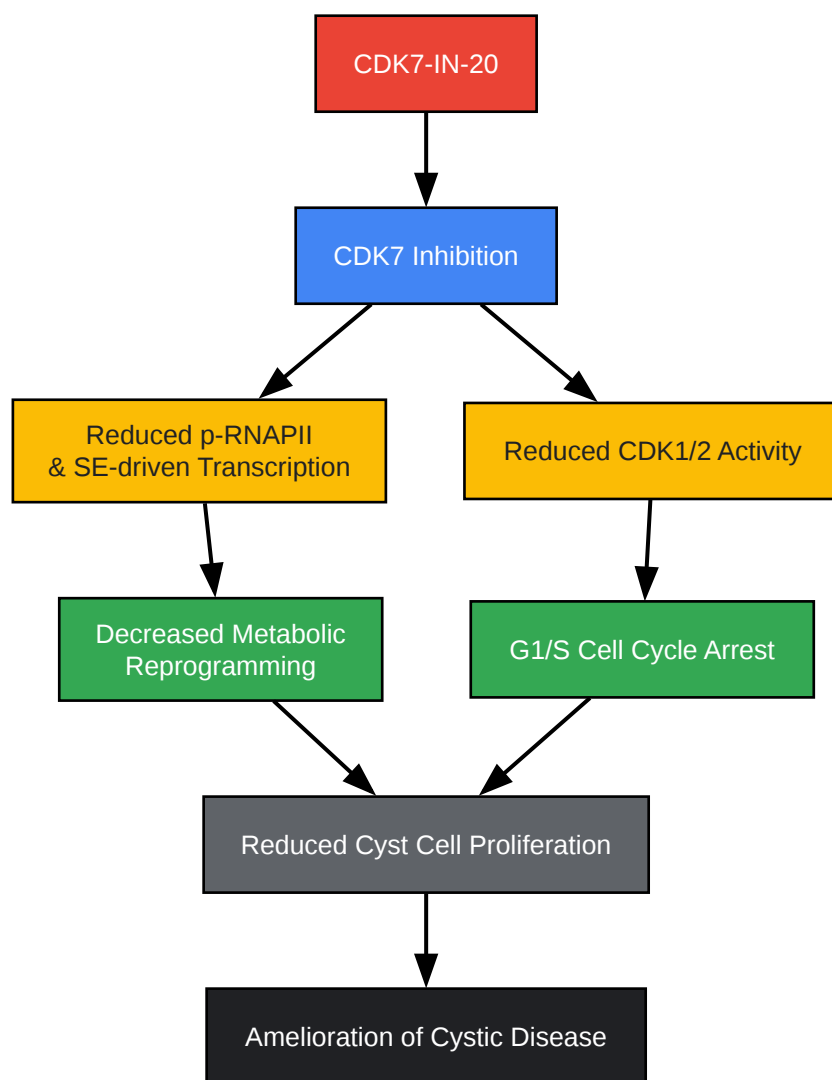 CDK7-IN-20
CDK7 Inhibition
Reduced p-RNAPII
& SE-driven Transcription
Reduced CDK1/2 Activity
Decreased Metabolic
Reprogramming
G1/S Cell Cycle Arrest
Reduced Cyst Cell Proliferation
Amelioration of Cystic Disease